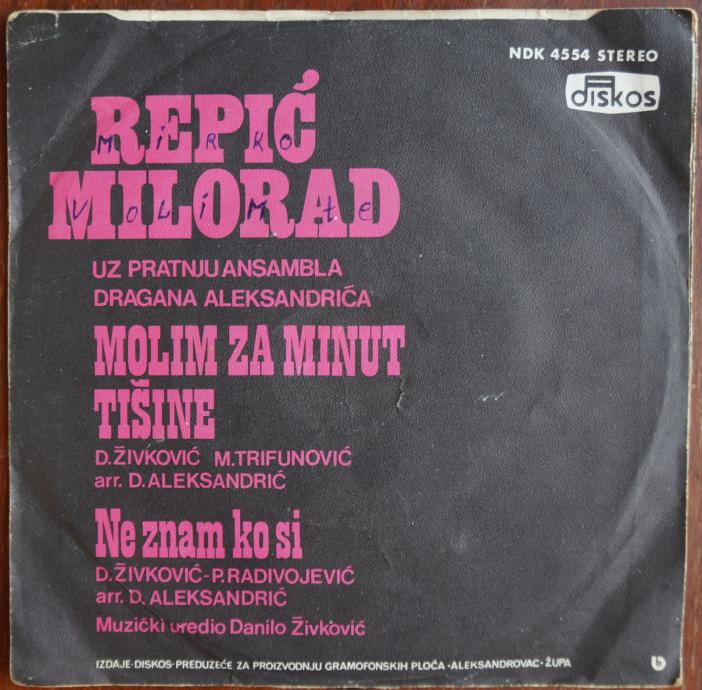 NDK 4554 STEREO
diskos
REPIĆ
MiRKO
MILORAD
VOLiM te
UZ PRATNJU ANSAMBLA
DRAGANA ALEKSANDRIĆA
MOLIM ZA MINUT
TIŠINE
D.ŽIVKOVIĆ M.TRIFUNOVIĆ
arr. D.ALEKSANDRIĆ
Ne znam ko si
D.ŽIVKOVIĆ-P.RADIVOJEVIĆ
arr. D. ALEKSANDRIĆ
Muzički uredio Danilo Živković
IZDAJE·DISKOS·PREDUZEĆE ZA PROIZVODNJU GRAMOFONSKIH PLOČA·ALEKSANDROVAC·ŽUPA
b